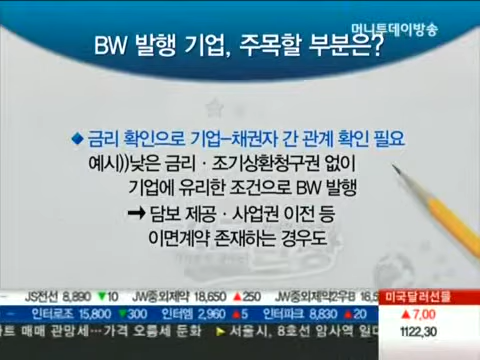 머니투데이방송
BW 발행 기업, 주목할 부분은?
◆ 금리 확인으로 기업-채권자 간 관계 확인 필요
예시))낮은 금리·조기상환청구권 없이
기업에 유리한 조건으로 BW 발행
➞ 담보 제공·사업권 이전 등
이면계약 존재하는 경우도
JS전선 8,890 ▼10 JW중외제약 18,650 ▲250 JW중외제약2우B 16,5
미국달러선물
인터로조 15,800 ▼300 인터엠 2,960 ▲5 인터파크 8,830 ▲20
▲7,00
매매 관망세…가격 오름세 둔화 ▶ 서울시, 8호선 암사역 일대
1122,30